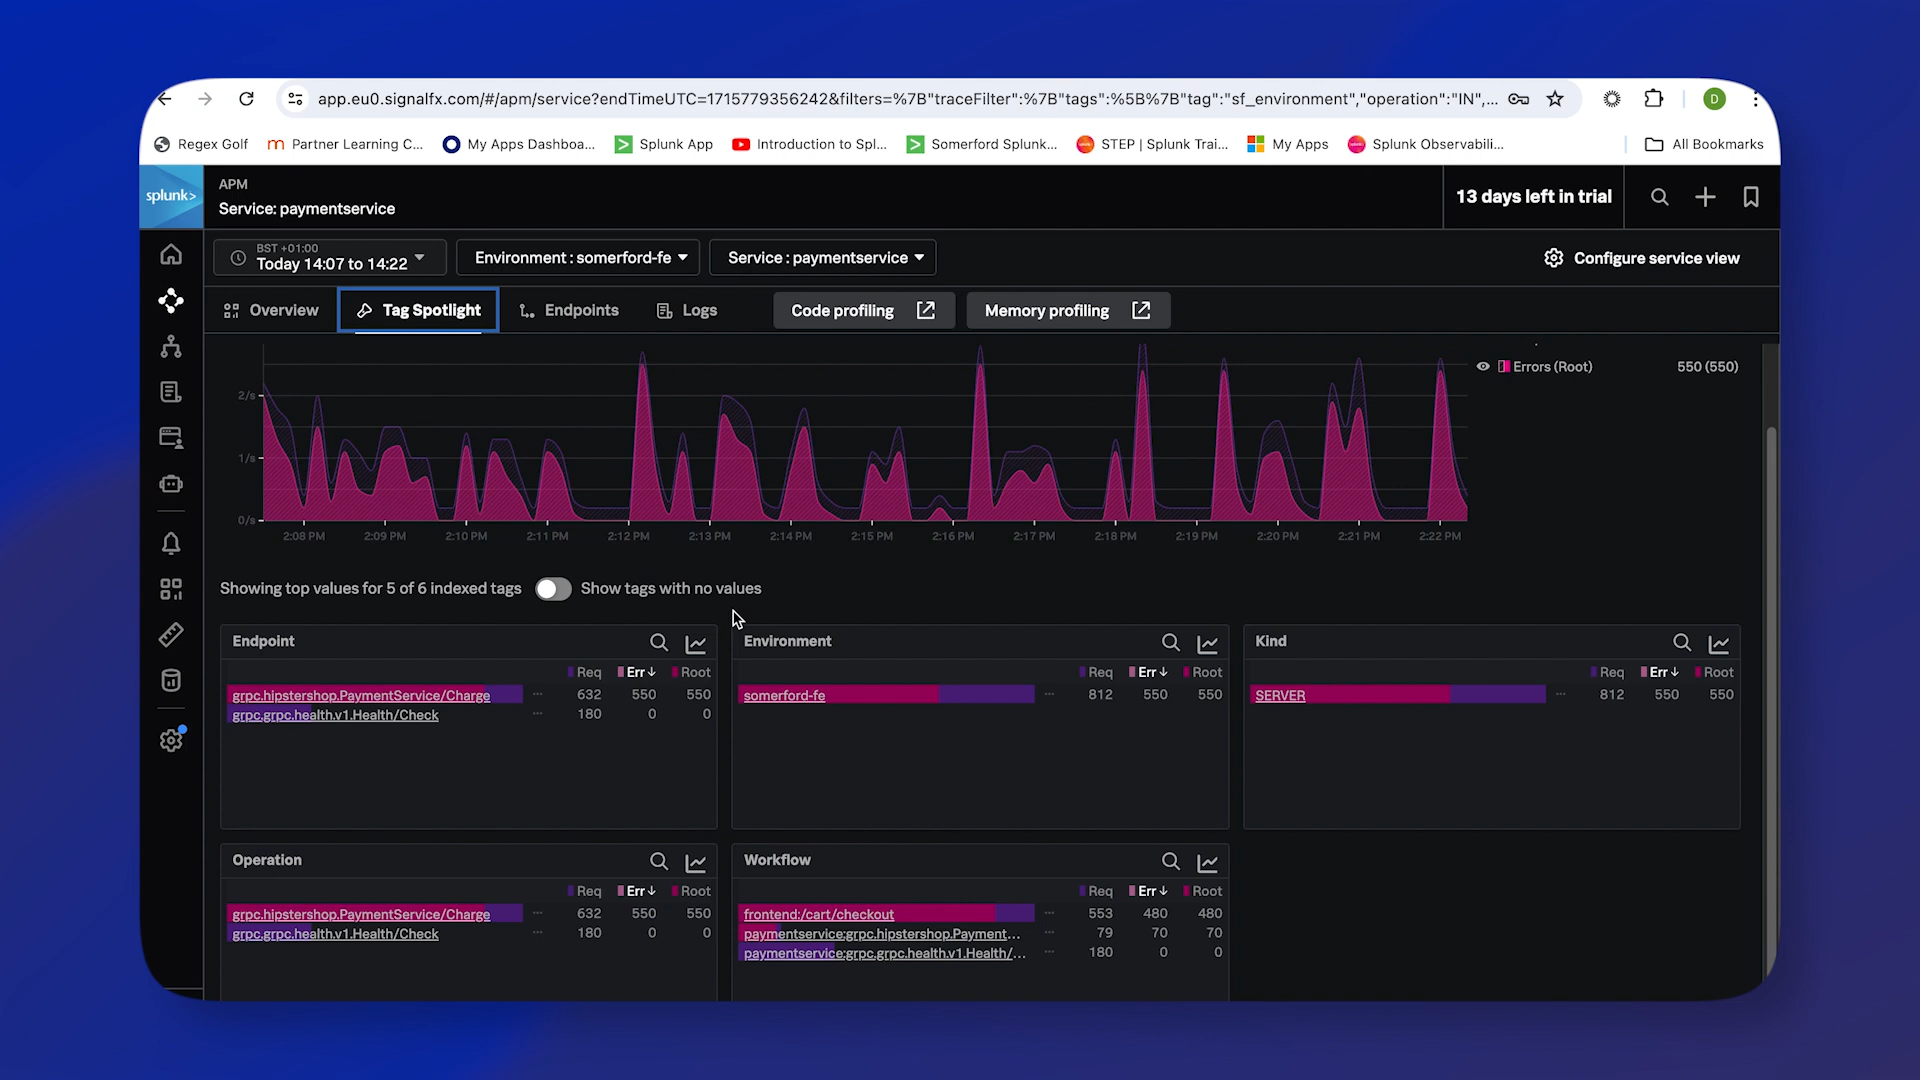 app.eu0.signalfx.com/#/apm/service?endTimeUTC=1715779356242&filters=%7B"traceFilter":%7B"tags":%5B%7B"tag":"sf_environment","operation":"IN",...
D
Regex Golf
Partner Learning C...
My Apps Dashboa...
Splunk App
Introduction to Spl...
Somerford Splunk...
STEP | Splunk Trai...
My Apps
Splunk Observabili...
All Bookmarks
splunk>
APM
Service: paymentservice
13 days left in trial
BST +01:00
Today 14:07 to 14:22
Environment : somerford-fe
Service : paymentservice
Configure service view
Overview
Tag Spotlight
Endpoints
Logs
Code profiling
Memory profiling
Errors (Root) 550 (550)
2/s
1/s
0/s
2:08 PM 2:09 PM 2:10 PM 2:11 PM 2:12 PM 2:13 PM 2:14 PM 2:15 PM 2:16 PM 2:17 PM 2:18 PM 2:19 PM 2:20 PM 2:21 PM 2:22 PM
Showing top values for 5 of 6 indexed tags
Show tags with no values
Endpoint
Req Err↓ Root
grpc.hipstershop.PaymentService/Charge ... 632 550 550
grpc.grpc.health.v1.Health/Check ... 180 0 0
Environment
Req Err↓ Root
somerford-fe ... 812 550 550
Kind
Req Err↓ Root
SERVER ... 812 550 550
Operation
Req Err↓ Root
grpc.hipstershop.PaymentService/Charge ... 632 550 550
grpc.grpc.health.v1.Health/Check ... 180 0 0
Workflow
Req Err↓ Root
frontend:/cart/checkout ... 553 480 480
paymentservice:grpc.hipstershop.Payment... ... 79 70 70
paymentservice:grpc.grpc.health.v1.Health/... ... 180 0 0